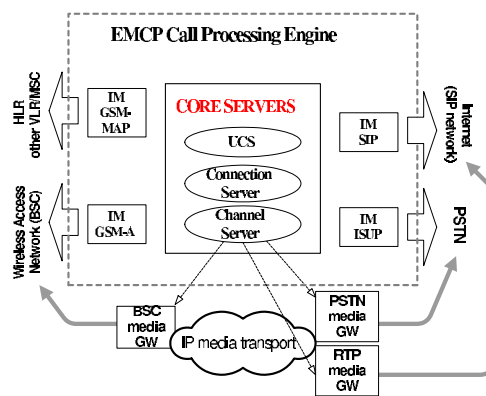 EMCP Call Processing Engine
HLR
other VLR/MSC
IM
GSM-
MAP
CORE SERVERS
UCS
Connection
Server
Channel
Server
IM
SIP
Internet
(SIP network)
Wireless Access
Network (BSC)
IM
GSM-A
IM
ISUP
PSTN
BSC
media
GW
IP media transport
PSTN
media
GW
RTP
media
GW